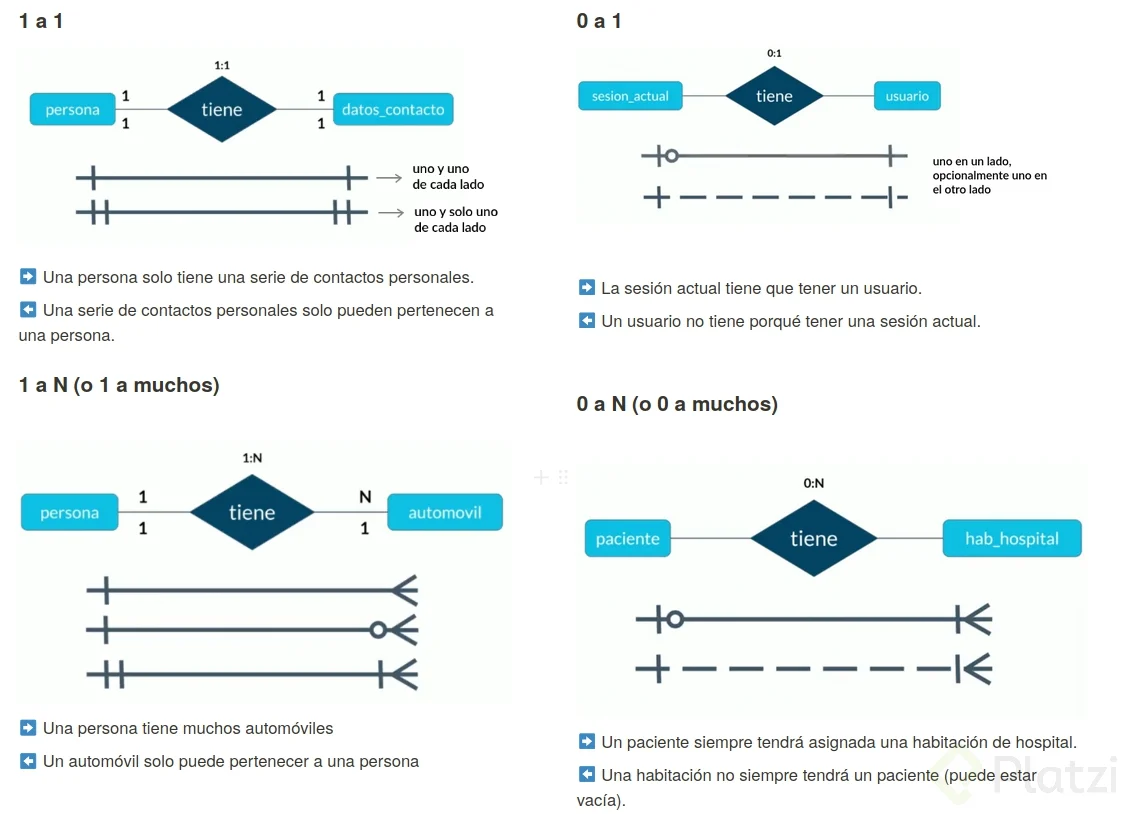 1 a 1
1:1
persona
1
1
tiene
1
1
datos_contacto
uno y uno
de cada lado
uno y solo uno
de cada lado
Una persona solo tiene una serie de contactos personales.
Una serie de contactos personales solo pueden pertenecen a
una persona.
0 a 1
0:1
sesion_actual
tiene
usuario
uno en un lado,
opcionalmente uno en
el otro lado
La sesión actual tiene que tener un usuario.
Un usuario no tiene porqué tener una sesión actual.
1 a N (o 1 a muchos)
1:N
persona
1
1
tiene
N
1
automovil
Una persona tiene muchos automóviles
Un automóvil solo puede pertenecer a una persona
0 a N (o 0 a muchos)
0:N
paciente
tiene
hab_hospital
Un paciente siempre tendrá asignada una habitación de hospital.
Una habitación no siempre tendrá un paciente (puede estar
vacía).
Platzi